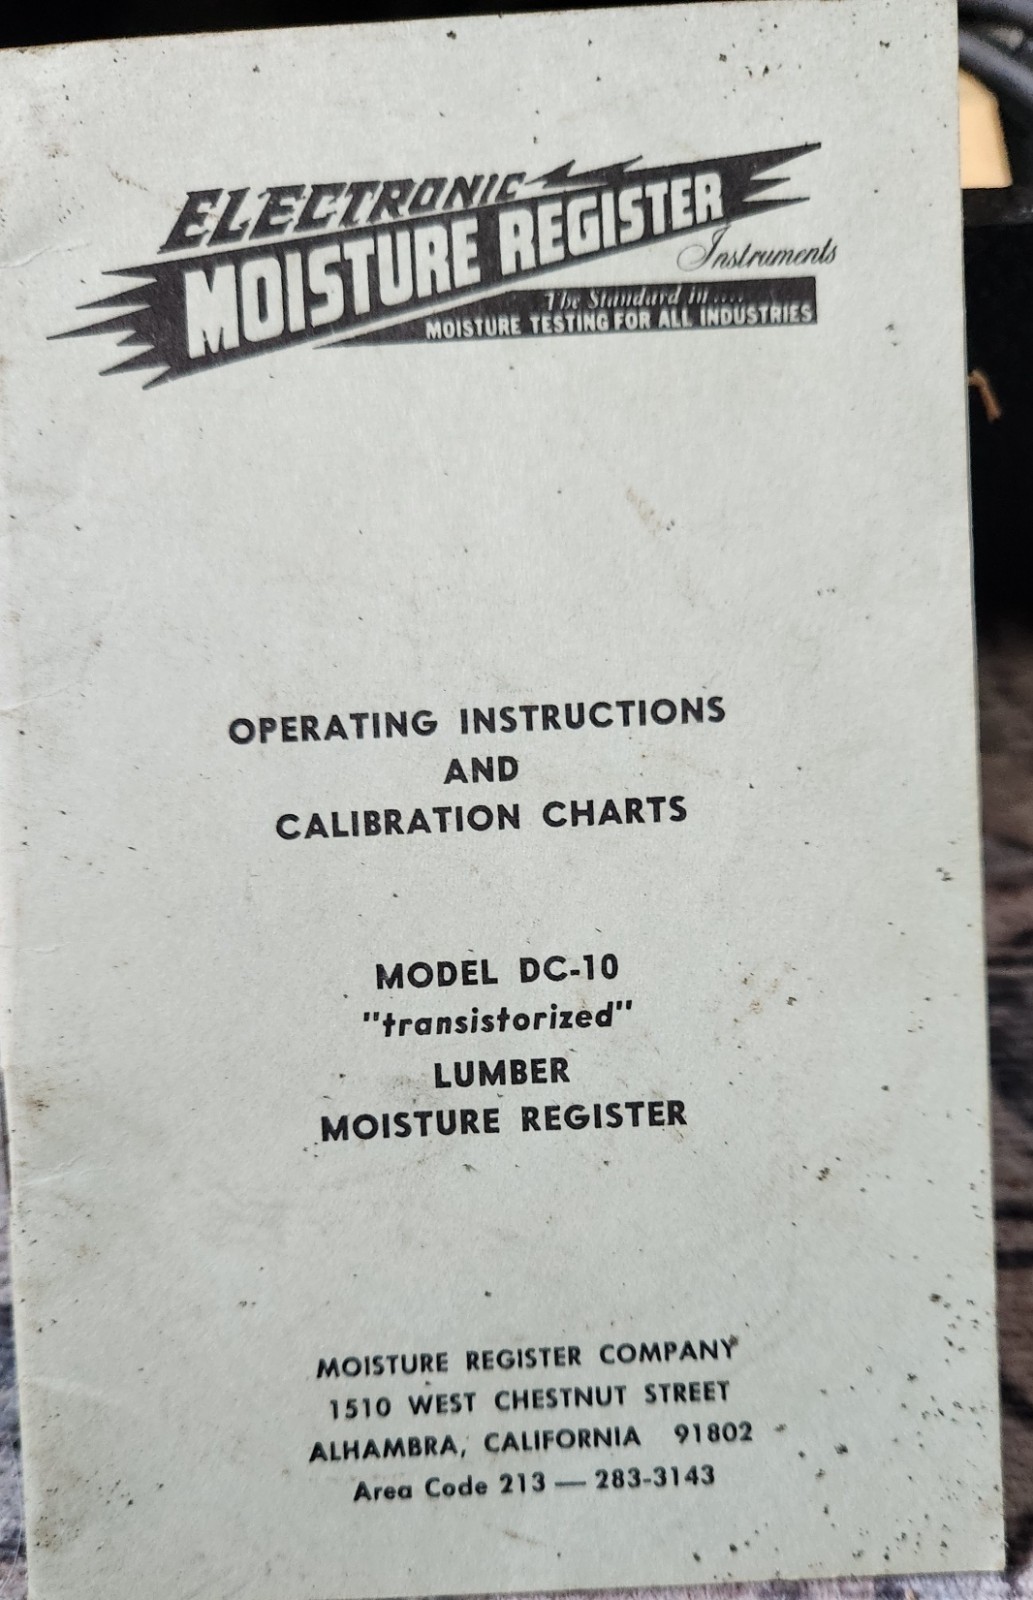 ELECTRONIC
MOISTURE REGISTER
Instruments
The Standard in ....
MOISTURE TESTING FOR ALL INDUSTRIES
OPERATING INSTRUCTIONS
AND
CALIBRATION CHARTS
MODEL DC-10
"transistorized"
LUMBER
MOISTURE REGISTER
MOISTURE REGISTER COMPANY
1510 WEST CHESTNUT STREET
ALHAMBRA, CALIFORNIA 91802
Area Code 213 — 283-3143